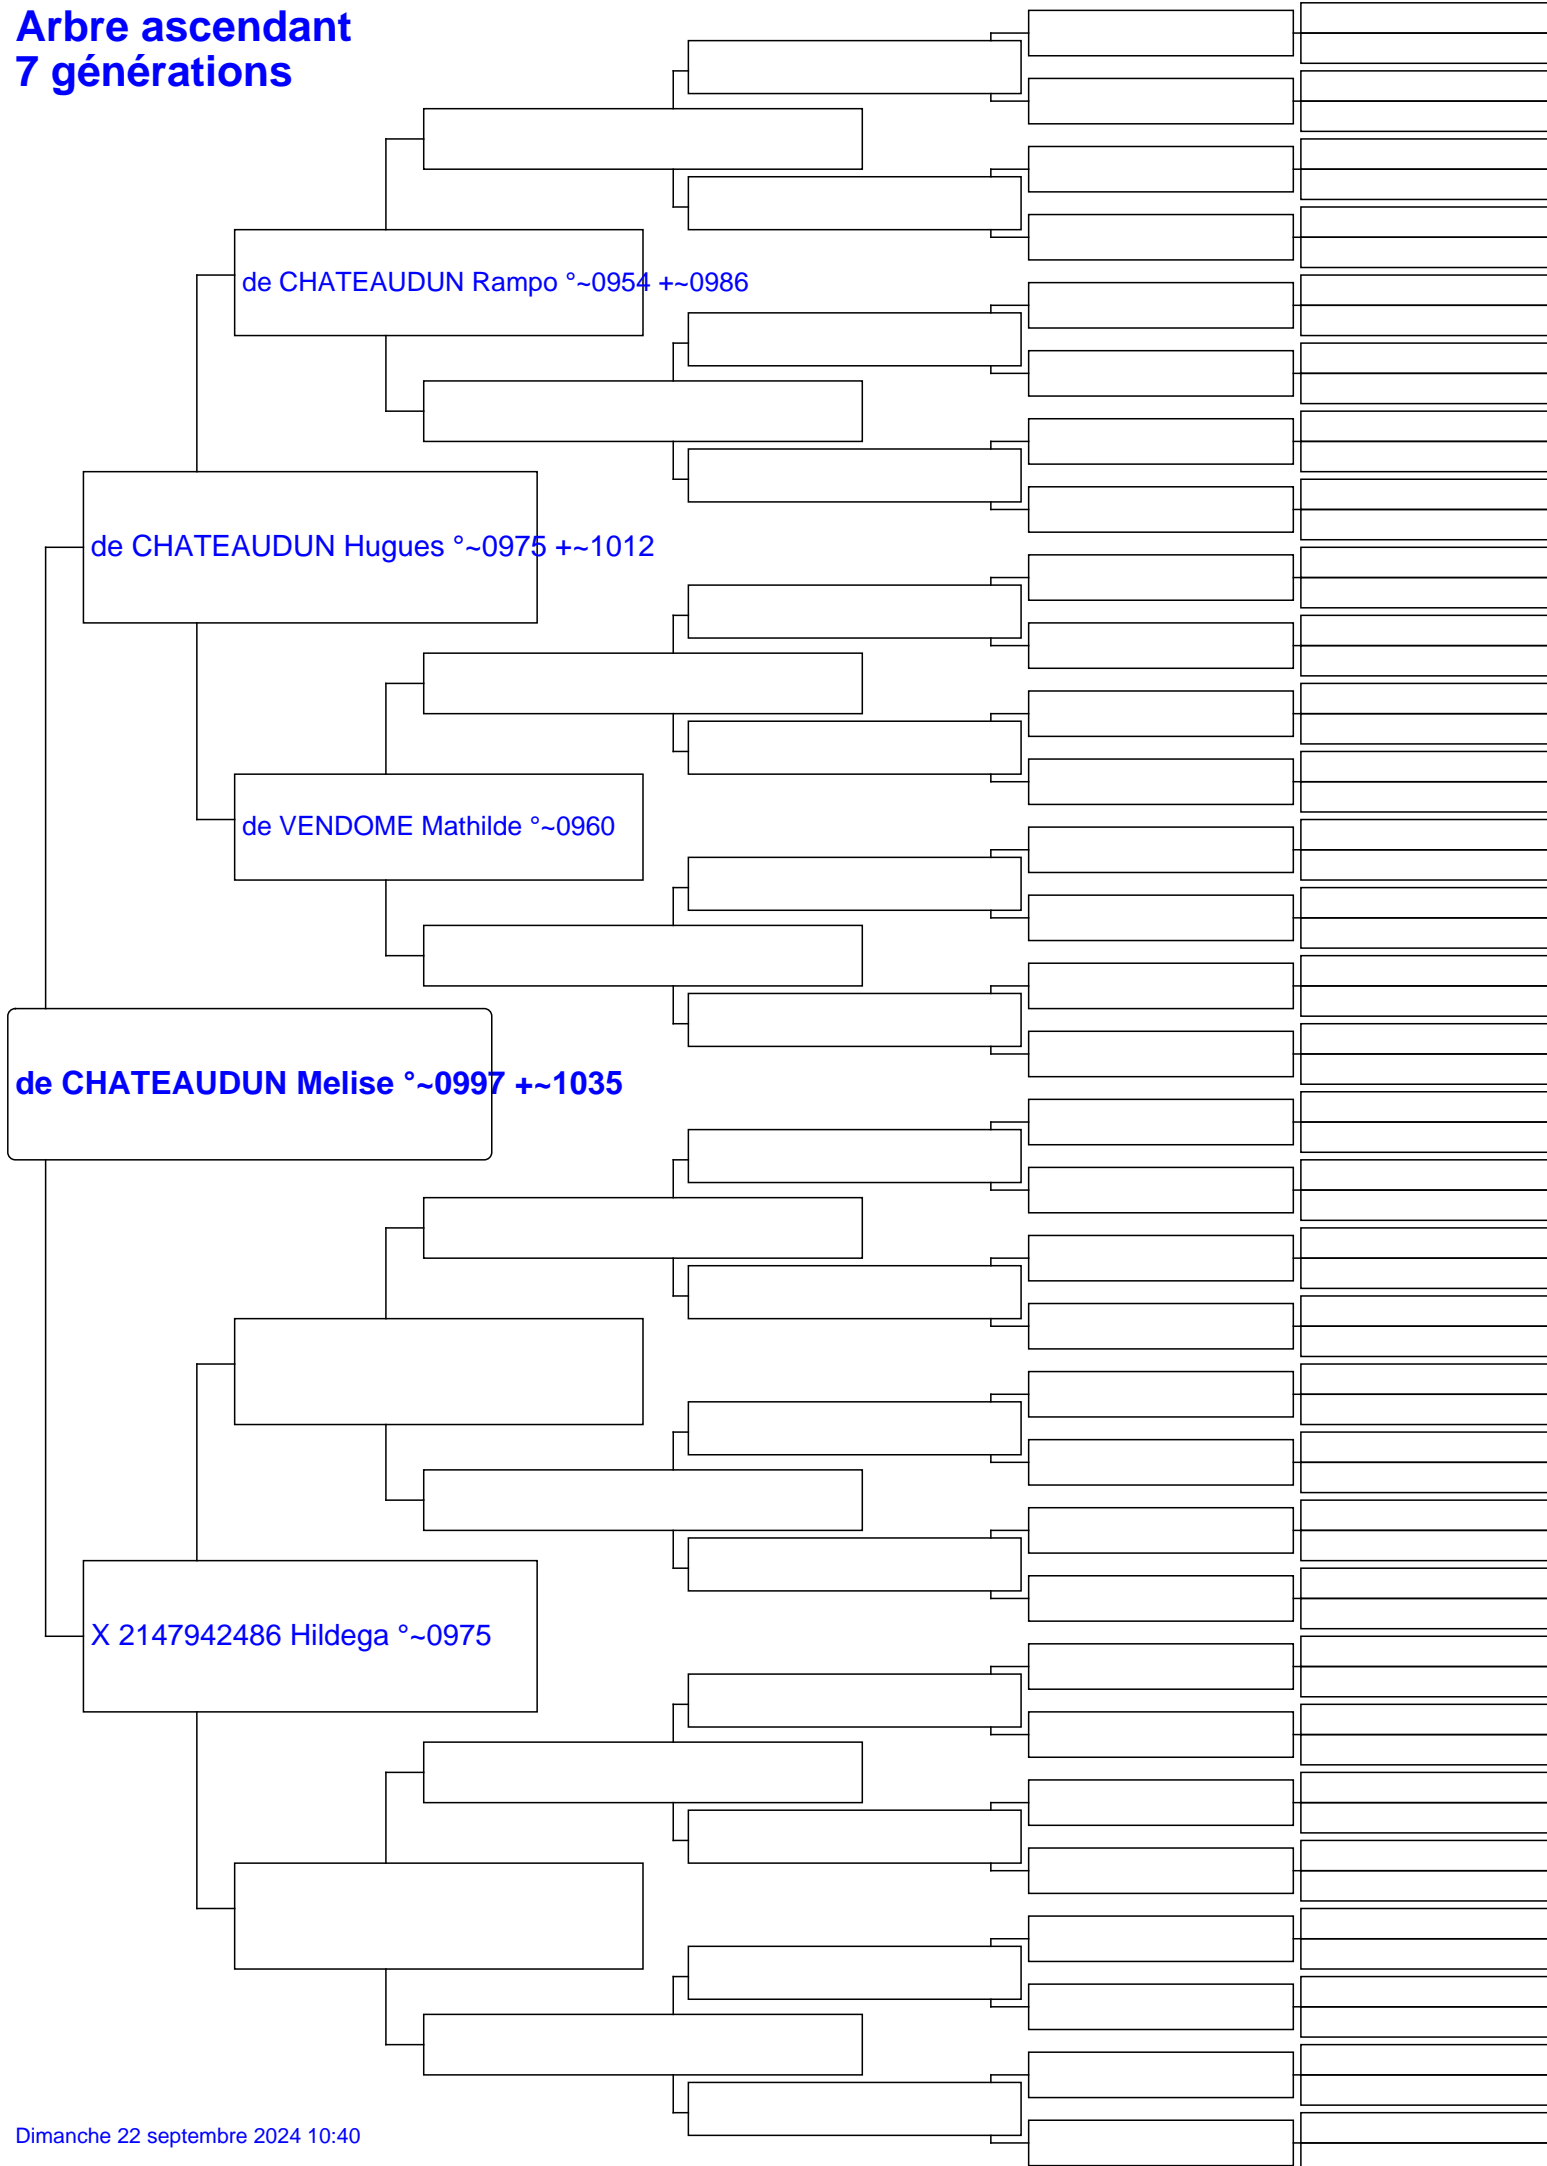 Arbre ascendant
7 générations
de CHATEAUDUN Rampo °~0954 +~0986
de CHATEAUDUN Hugues °~0975 +~1012
de VENDOME Mathilde °~0960
de CHATEAUDUN Melise °~0997 +~1035
X 2147942486 Hildega °~0975
Dimanche 22 septembre 2024 10:40